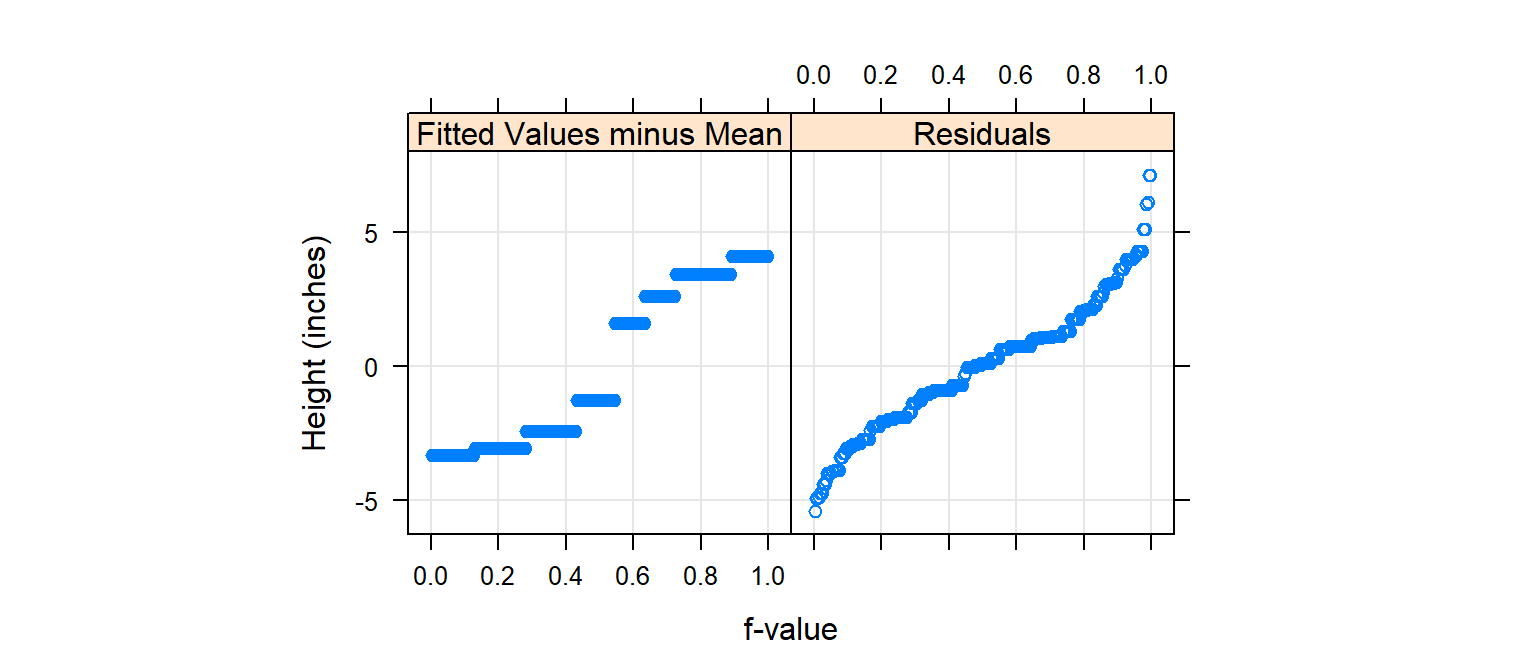 0.0 0.2 0.4 0.6 0.8 1.0
Fitted Values minus Mean Residuals
Height (inches)
5
0
-5
0.0 0.2 0.4 0.6 0.8 1.0
f-value